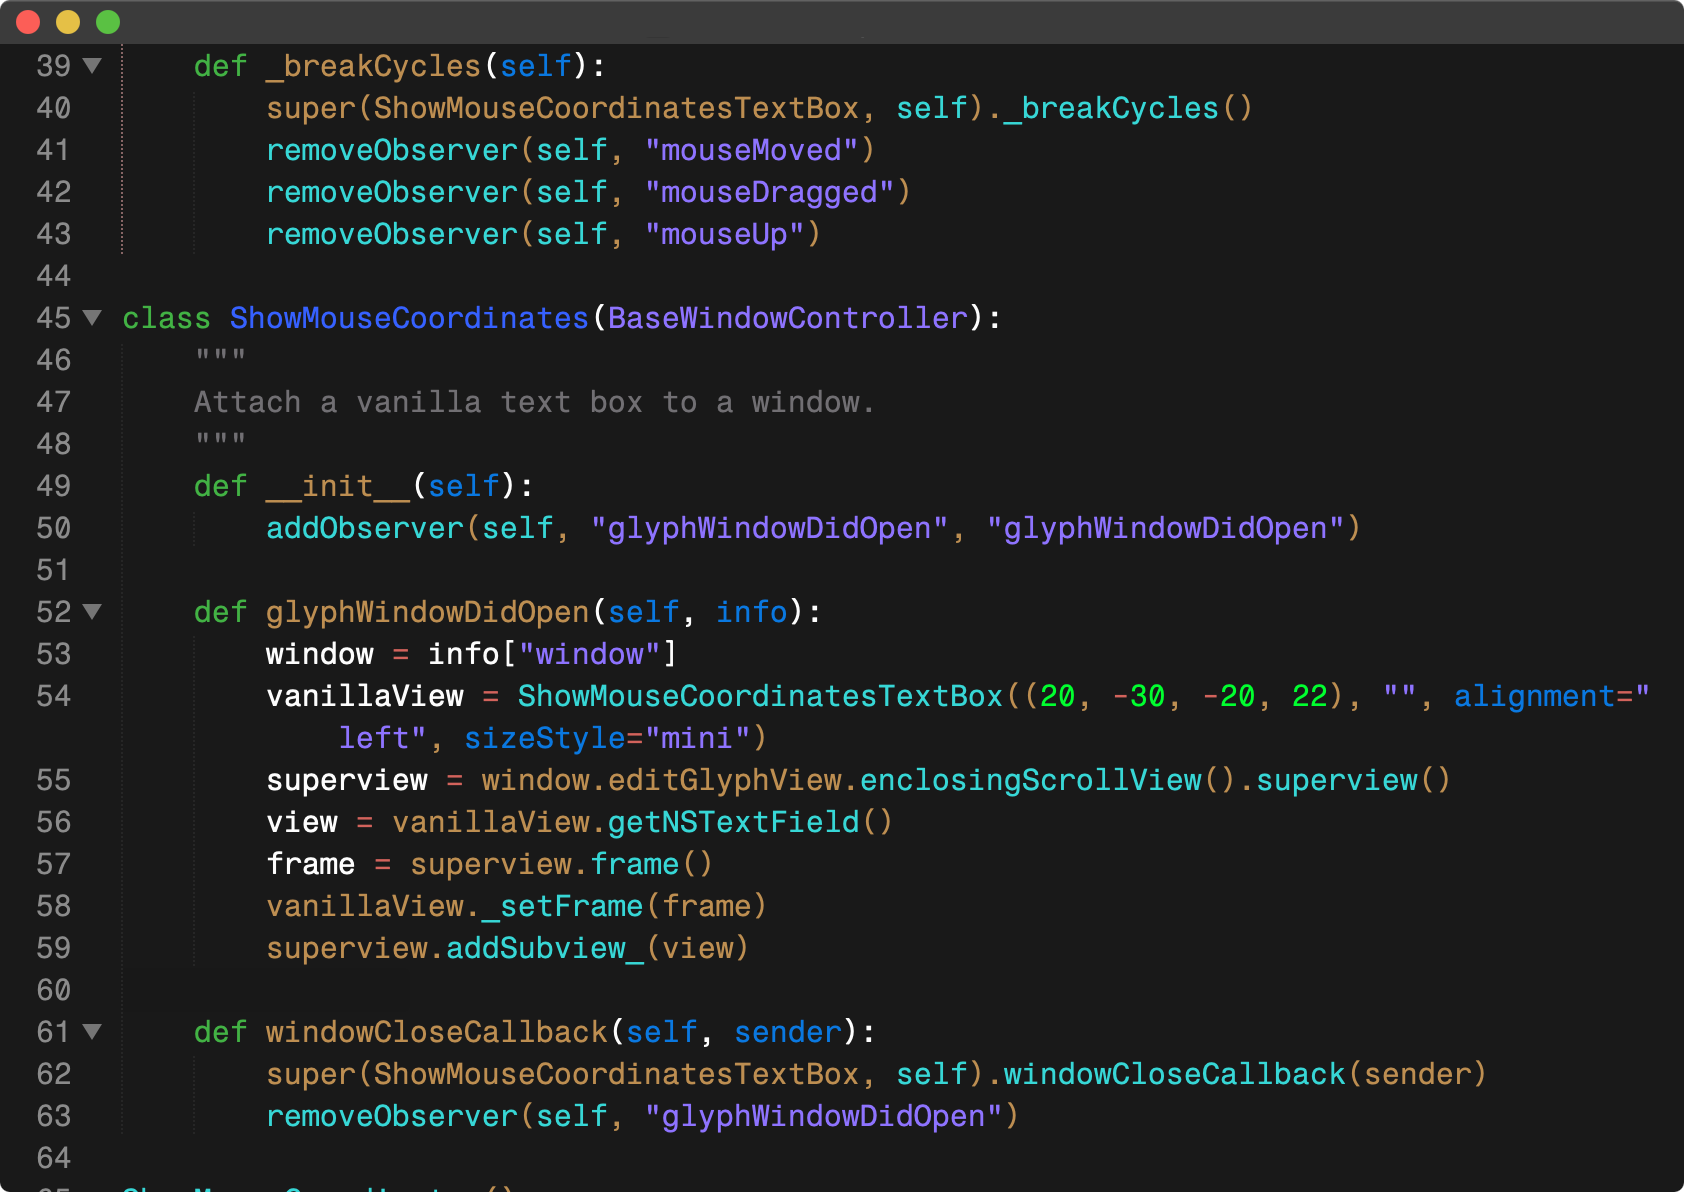 39 ▼ def _breakCycles(self):
40 super(ShowMouseCoordinatesTextBox, self)._breakCycles()
41 removeObserver(self, "mouseMoved")
42 removeObserver(self, "mouseDragged")
43 removeObserver(self, "mouseUp")
44
45 ▼ class ShowMouseCoordinates(BaseWindowController):
46 """
47 Attach a vanilla text box to a window.
48 """
49 def __init__(self):
50 addObserver(self, "glyphWindowDidOpen", "glyphWindowDidOpen")
51
52 ▼ def glyphWindowDidOpen(self, info):
53 window = info["window"]
54 vanillaView = ShowMouseCoordinatesTextBox((20, -30, -20, 22), "", alignment="
left", sizeStyle="mini")
55 superview = window.editGlyphView.enclosingScrollView().superview()
56 view = vanillaView.getNSTextField()
57 frame = superview.frame()
58 vanillaView._setFrame(frame)
59 superview.addSubview_(view)
60
61 ▼ def windowCloseCallback(self, sender):
62 super(ShowMouseCoordinatesTextBox, self).windowCloseCallback(sender)
63 removeObserver(self, "glyphWindowDidOpen")
64